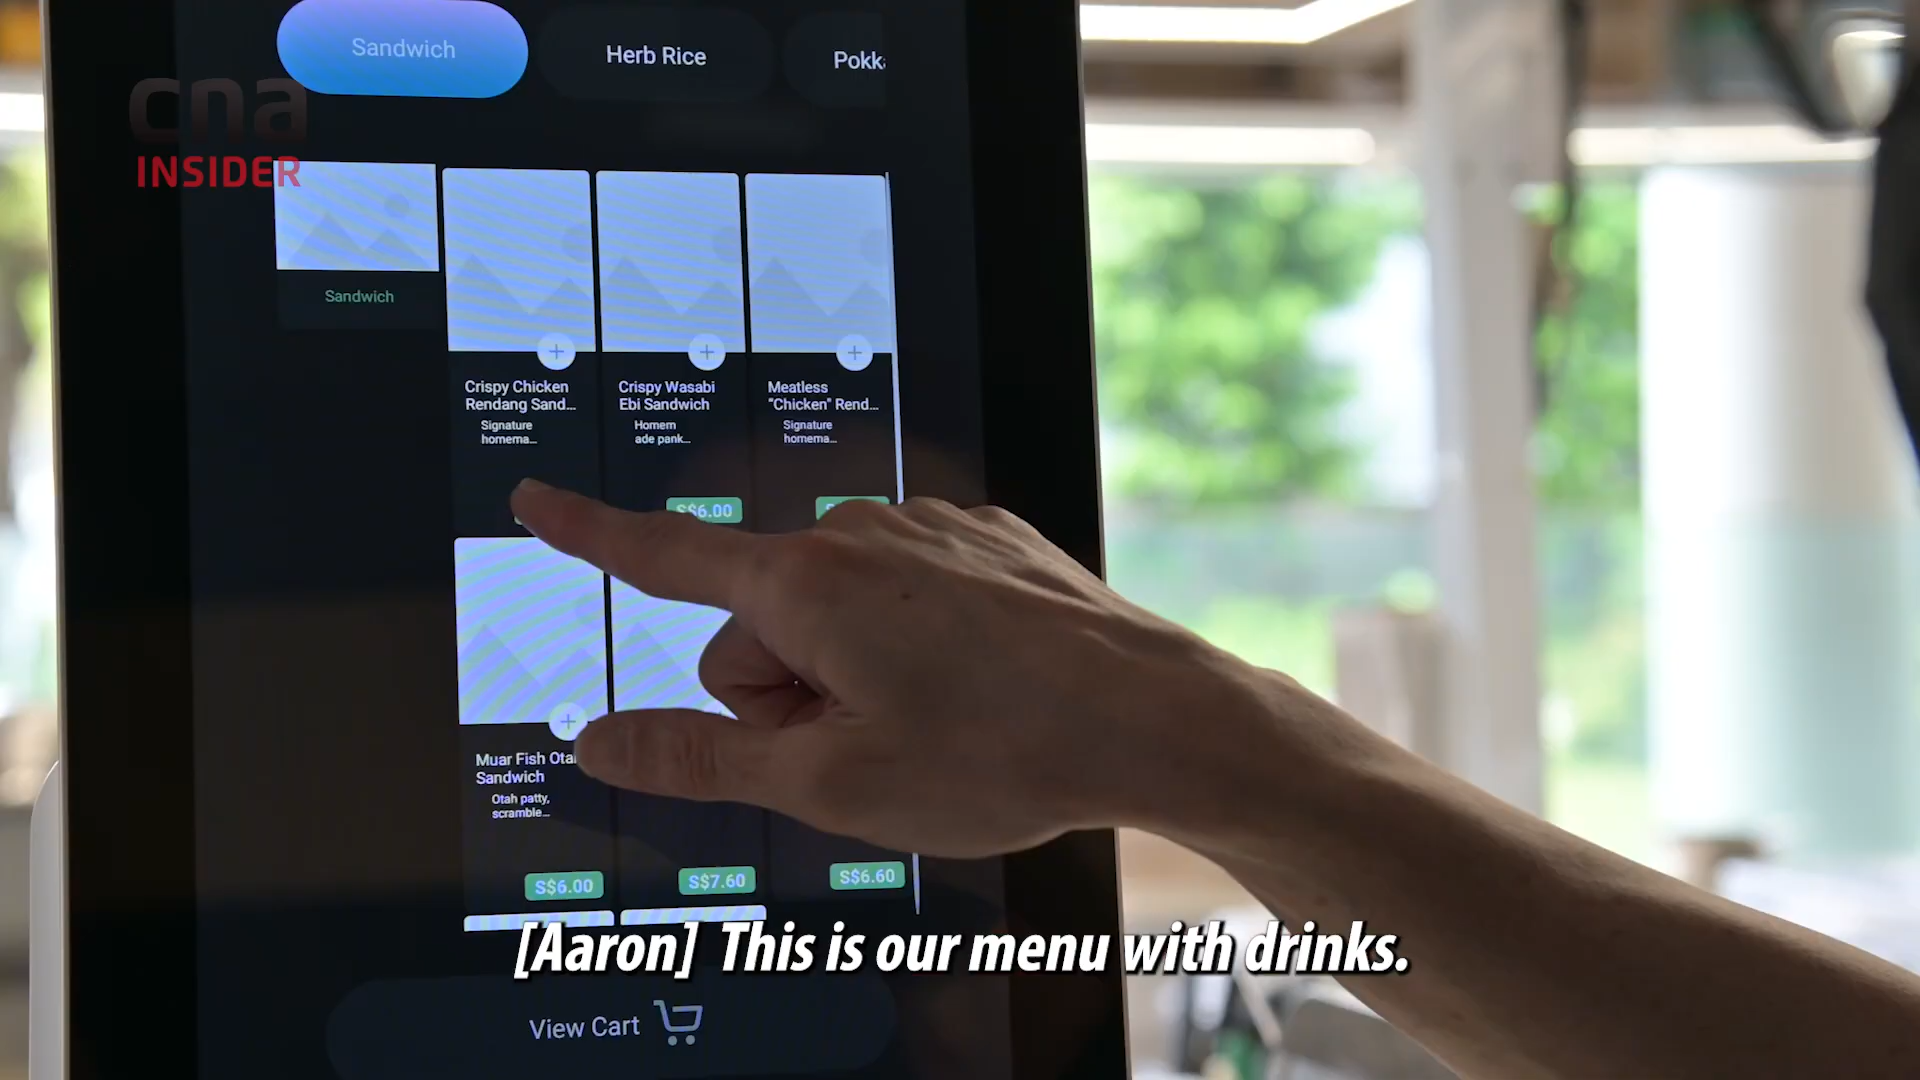 Sandwich
Herb Rice
cna
INSIDER
Sandwich
Crispy Chicken
Rendang Sand...
Signature
homema...
Crispy Wasabi
Ebi Sandwich
Homem
ade pank...
S$6.00
Meatless
"Chicken" Rend...
Signature
homema...
Muar Fish
Sandwich
Otah patty,
scramble...
S$6.00
S$7.60
S$6.60
[Aaron] This is our menu with drinks.
View Cart